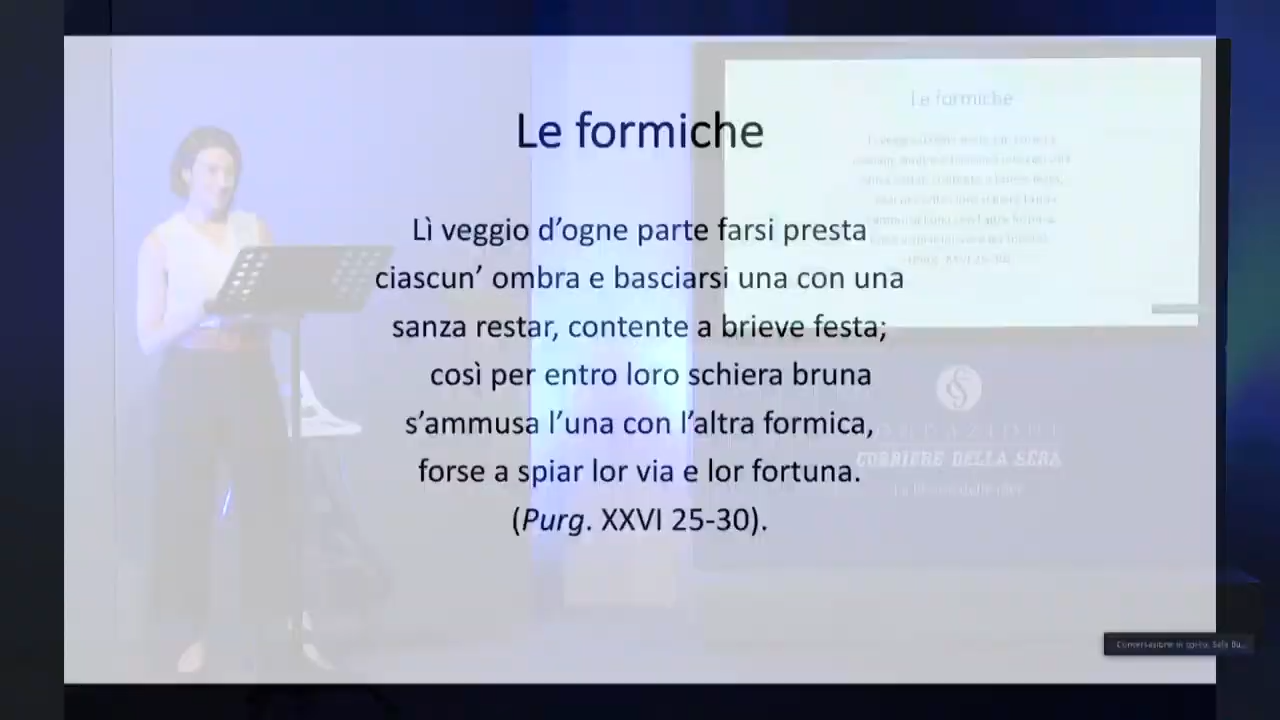 Le formiche
Lì veggio d’ogne parte farsi presta
ciascun’ ombra e basciarsi una con una
sanza restar, contente a brieve festa;
così per entro loro schiera bruna
s’ammusa l’una con l’altra formica,
forse a spiar lor via e lor fortuna.
(Purg. XXVI 25-30).
Le formiche
FONDAZIONE
CORRIERE DELLA SERA